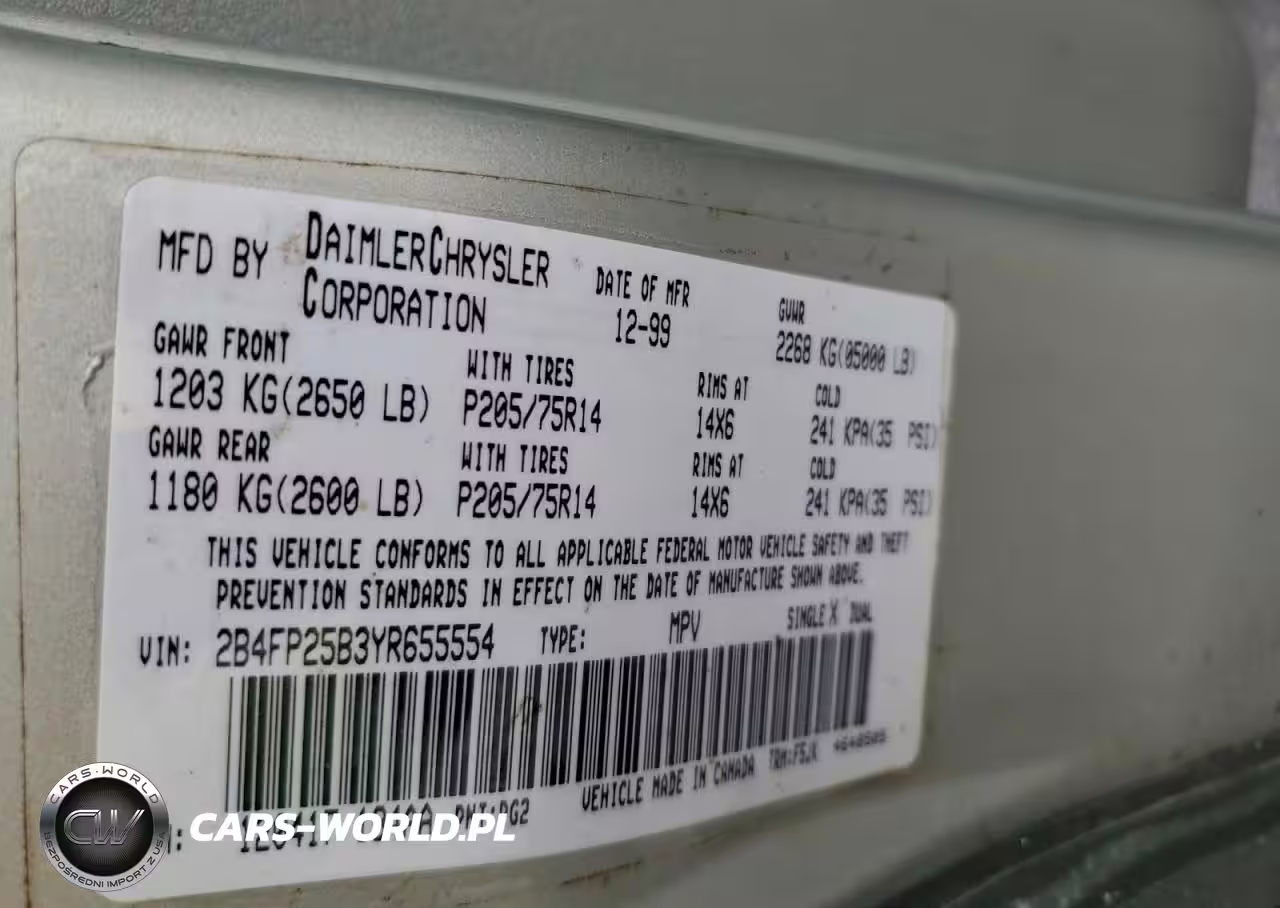 MFD BY DAIMLERCHRYSLER CORPORATION
DATE OF MFR 12-99
GVWR 2268 KG(05000 LB)
GAWR FRONT WITH TIRES RIMS AT COLD
1203 KG(2650 LB) P205/75R14 14X6 241 KPA(35 PSI)
GAWR REAR WITH TIRES RIMS AT COLD
1180 KG(2600 LB) P205/75R14 14X6 241 KPA(35 PSI)
THIS VEHICLE CONFORMS TO ALL APPLICABLE FEDERAL MOTOR VEHICLE SAFETY AND THEFT
PREVENTION STANDARDS IN EFFECT ON THE DATE OF MANUFACTURE SHOWN ABOVE.
VIN: 2B4FP25B3YR655554 TYPE: MPV SINGLE X DUAL
VEHICLE MADE IN CANADA
CARS-WORLD
CW
BEZPOŚREDNI IMPORT Z USA
CARS-WORLD.PL